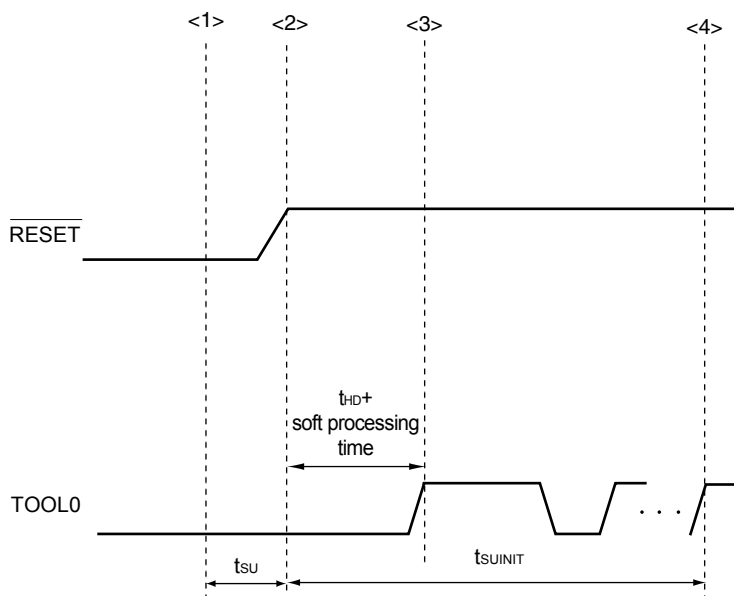 <1> <2> <3> <4>
RESET
tHD+
soft processing
time
TOOL0
. . .
tSU
tSUINIT